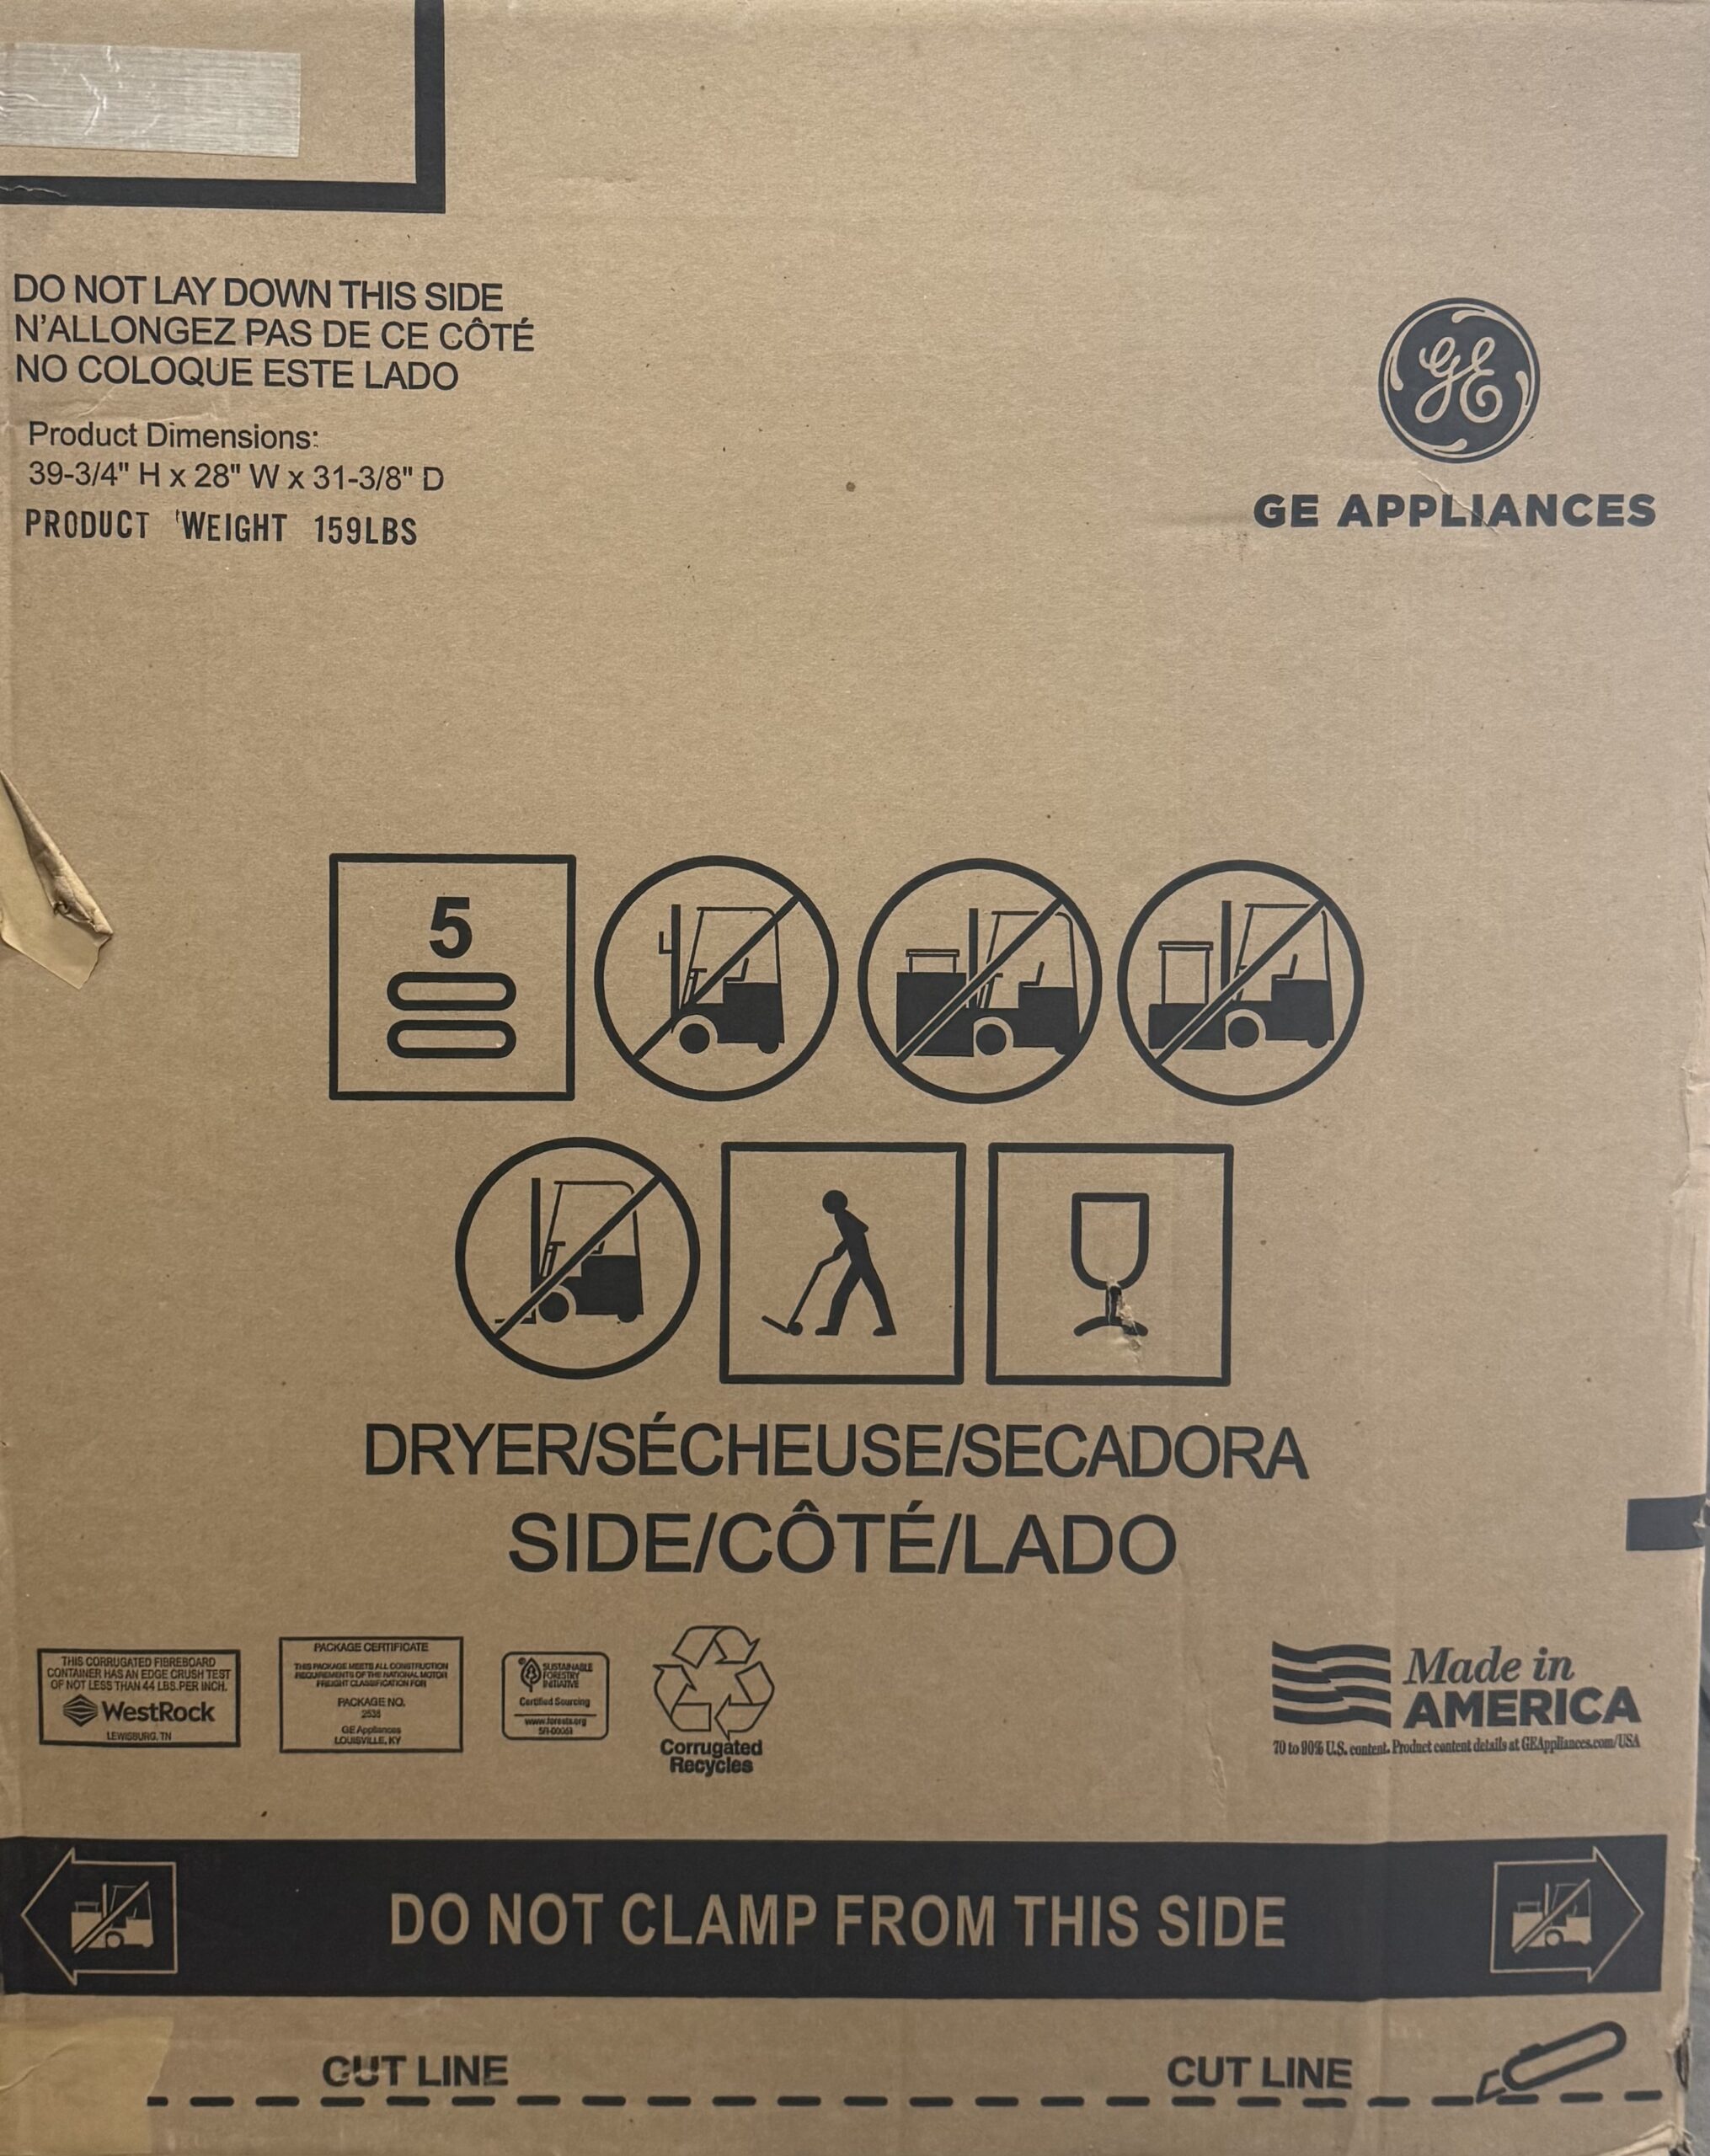 DO NOT LAY DOWN THIS SIDE
N'ALLONGEZ PAS DE CE CÔTÉ
NO COLOQUE ESTE LADO
Product Dimensions:
39-3/4" H x 28" W x 31-3/8" D
PRODUCT WEIGHT 159LBS
GE
GE APPLIANCES
5
DRYER/SÉCHEUSE/SECADORA
SIDE/CÔTÉ/LADO
THIS CORRUGATED FIBREBOARD
CONTAINER HAS AN EDGE CRUSH TEST
OF NOT LESS THAN 44 LBS.PER INCH.
WestRock
LEWISBURG, TN
PACKAGE CERTIFICATE
THIS PACKAGE MEETS ALL CONSTRUCTION
REQUIREMENTS OF THE NATIONAL MOTOR
FREIGHT CLASSIFICATION FOR
PACKAGE NO.
GE Appliances
LOUISVILLE, KY
SUSTAINABLE
FORESTRY
INITIATIVE
Certified Sourcing
www.forests.org
Corrugated
Recycles
Made in
AMERICA
70 to 90% U.S. content. Product content details at GEAppliances.com/USA
DO NOT CLAMP FROM THIS SIDE
CUT LINE
CUT LINE